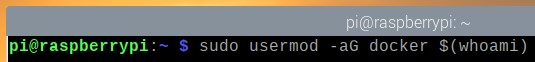 pi@raspberrypi: ~
pi@raspberrypi:~ $ sudo usermod -aG docker $(whoami)